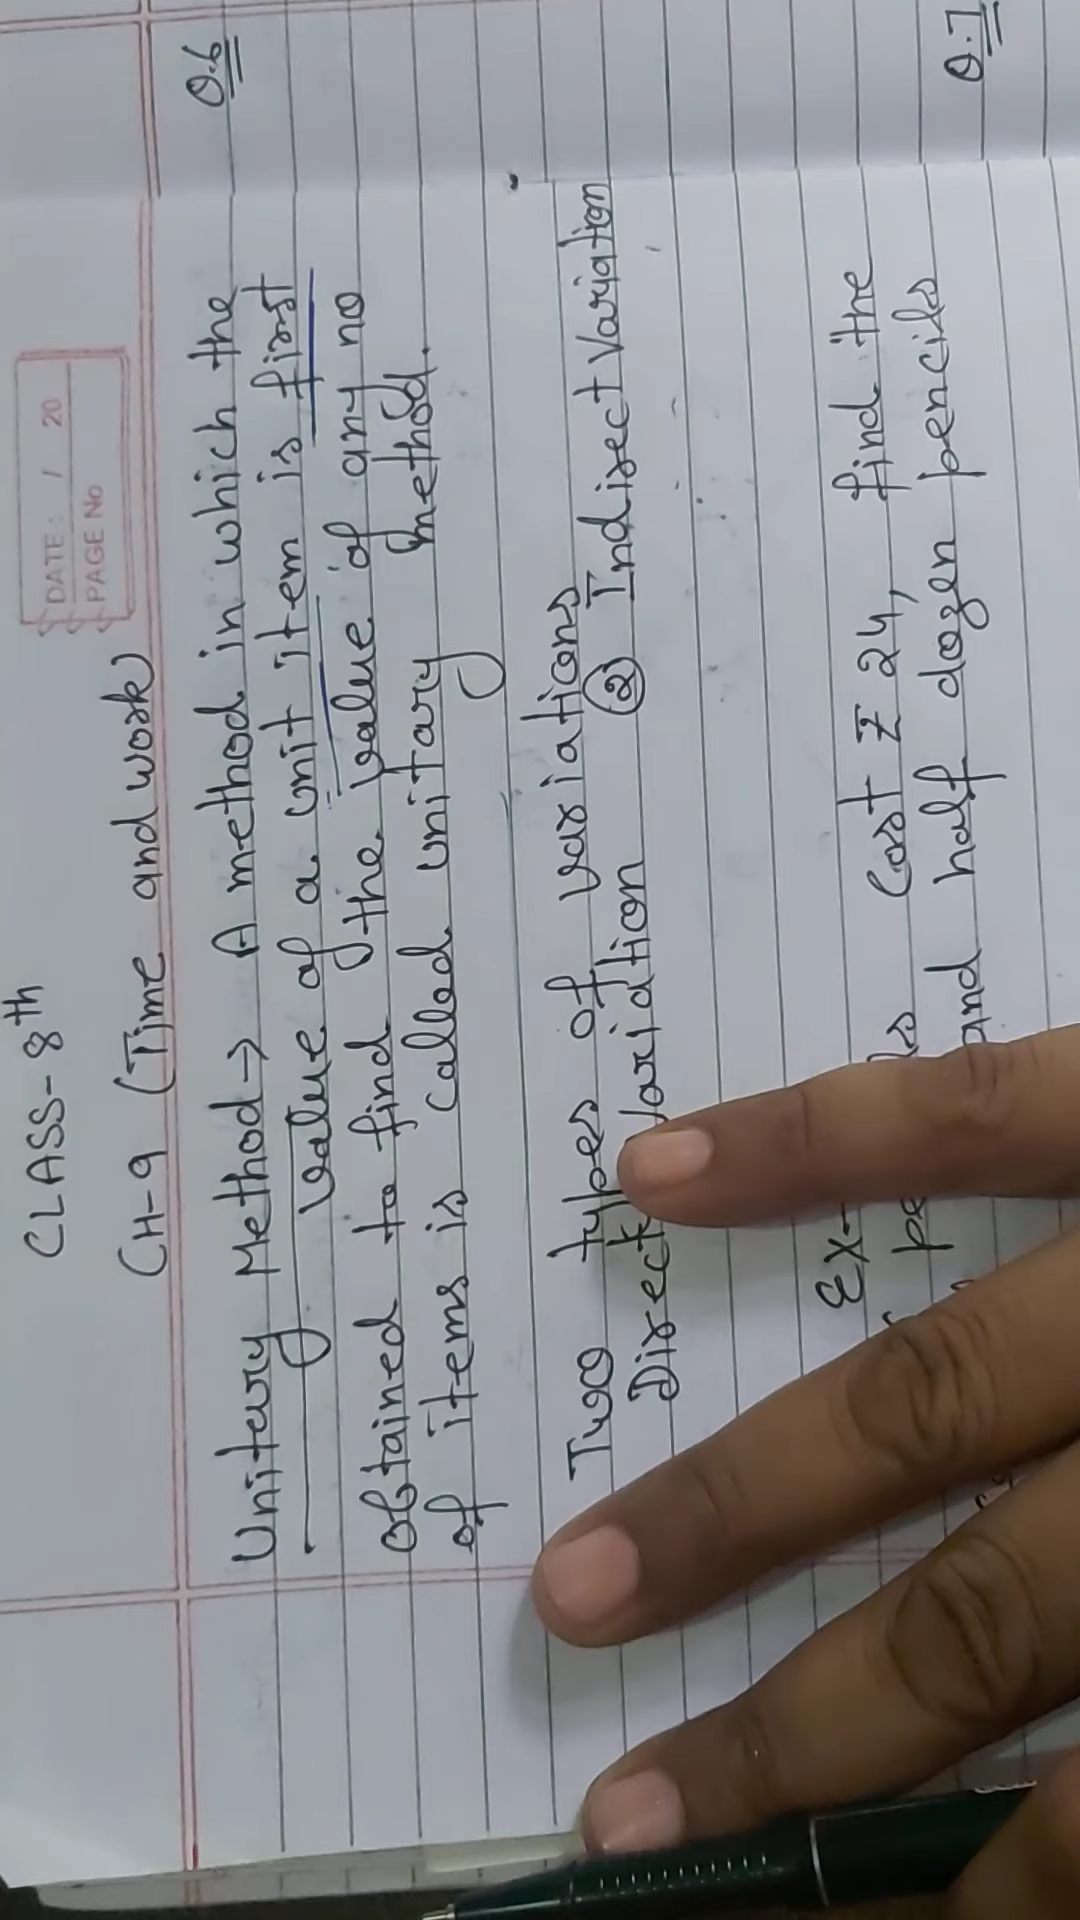 CLASS-8th
DATE: / 20
PAGE No
CH-9 (Time and work)
Unitary Method → A method in which the
value of a unit item is first
obtained to find the value of any no
of items is called unitary method.
Two types of variations
Direct Variation ② Indirect Variation
Ex-
Cost ₹ 24, find the
and half dozen pencils
Q.6
Q.7